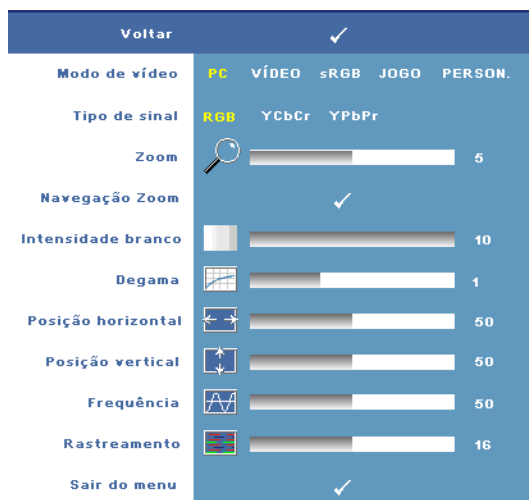 Voltar
Modo de vídeo PC VÍDEO sRGB JOGO PERSON.
Tipo de sinal RGB YCbCr YPbPr
Zoom 5
Navegação Zoom
Intensidade branco 10
Degama 1
Posição horizontal 50
Posição vertical 50
Frequência 50
Rastreamento 16
Sair do menu